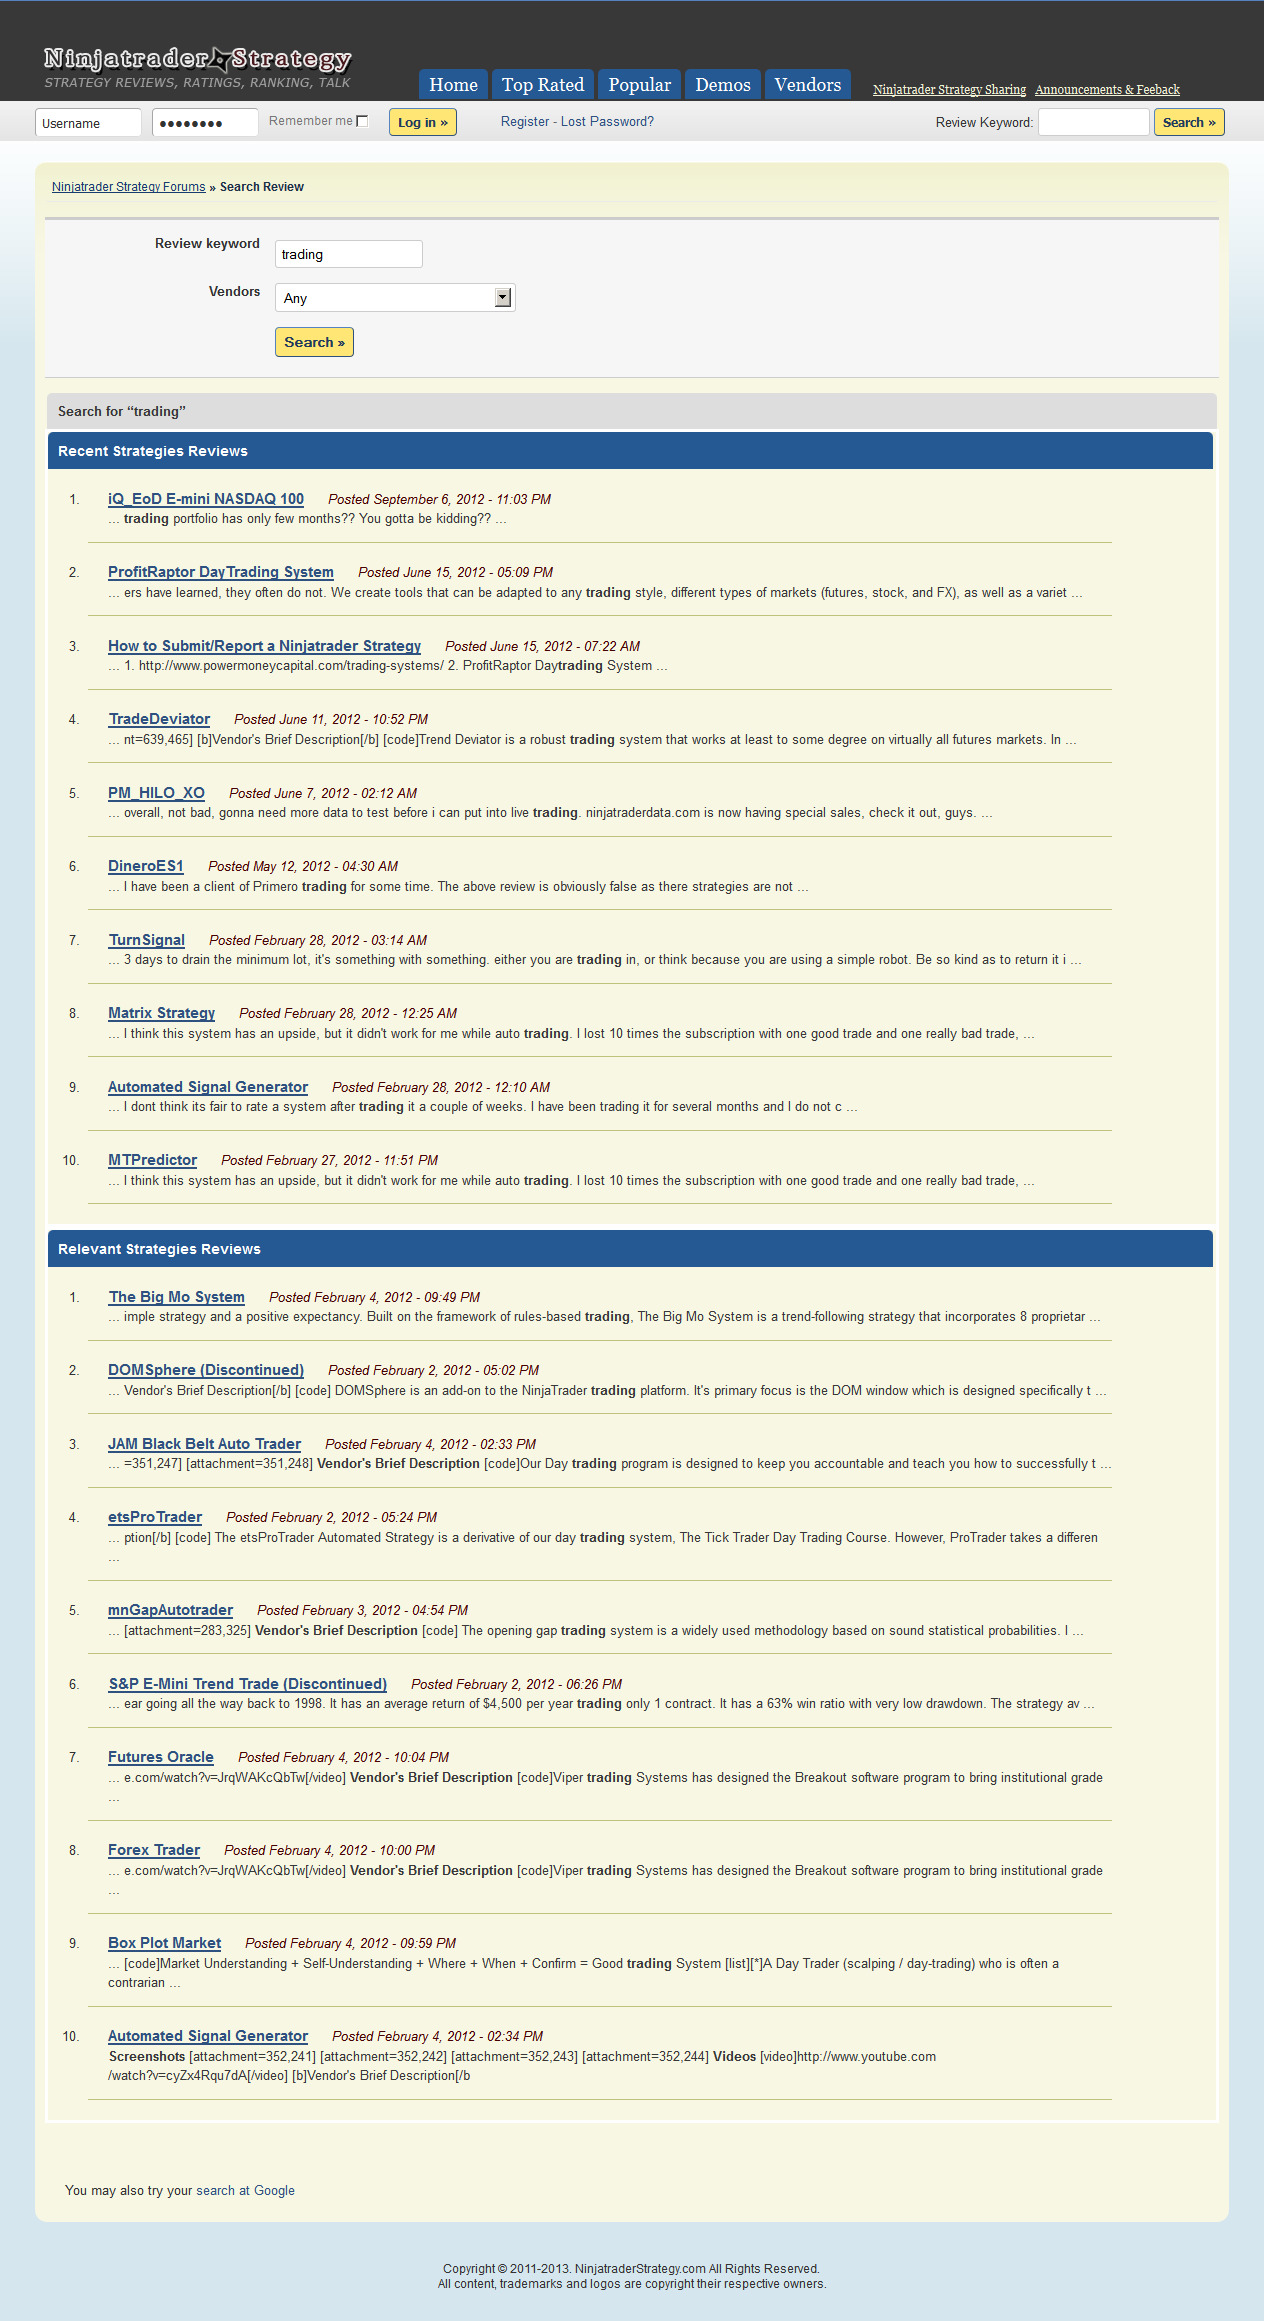 Ninjatrader Strategy
STRATEGY REVIEWS, RATINGS, RANKING, TALK
Home Top Rated Popular Demos Vendors Ninjatrader Strategy Sharing Announcements & Feeback
Username ●●●●●●●● Remember me Log in » Register - Lost Password? Review Keyword: Search »
Ninjatrader Strategy Forums » Search Review
Review keyword trading
Vendors Any
Search »
Search for “trading”
Recent Strategies Reviews
1. iQ_EoD E-mini NASDAQ 100 Posted September 6, 2012 - 11:03 PM
... trading portfolio has only few months?? You gotta be kidding?? ...
2. ProfitRaptor DayTrading System Posted June 15, 2012 - 05:09 PM
... ers have learned, they often do not. We create tools that can be adapted to any trading style, different types of markets (futures, stock, and FX), as well as a variet ...
3. How to Submit/Report a Ninjatrader Strategy Posted June 15, 2012 - 07:22 AM
... 1. http://www.powermoneycapital.com/trading-systems/ 2. ProfitRaptor Daytrading System ...
4. TradeDeviator Posted June 11, 2012 - 10:52 PM
... nt=639,465] [b]Vendor's Brief Description[/b] [code]Trend Deviator is a robust trading system that works at least to some degree on virtually all futures markets. In ...
5. PM_HILO_XO Posted June 7, 2012 - 02:12 AM
... overall, not bad, gonna need more data to test before i can put into live trading. ninjatraderdata.com is now having special sales, check it out, guys. ...
6. DineroES1 Posted May 12, 2012 - 04:30 AM
... I have been a client of Primero trading for some time. The above review is obviously false as there strategies are not ...
7. TurnSignal Posted February 28, 2012 - 03:14 AM
... 3 days to drain the minimum lot, it's something with something. either you are trading in, or think because you are using a simple robot. Be so kind as to return it i ...
8. Matrix Strategy Posted February 28, 2012 - 12:25 AM
... I think this system has an upside, but it didn't work for me while auto trading. I lost 10 times the subscription with one good trade and one really bad trade, ...
9. Automated Signal Generator Posted February 28, 2012 - 12:10 AM
... I dont think its fair to rate a system after trading it a couple of weeks. I have been trading it for several months and I do not c ...
10. MTPredictor Posted February 27, 2012 - 11:51 PM
... I think this system has an upside, but it didn't work for me while auto trading. I lost 10 times the subscription with one good trade and one really bad trade, ...
Relevant Strategies Reviews
1. The Big Mo System Posted February 4, 2012 - 09:49 PM
... imple strategy and a positive expectancy. Built on the framework of rules-based trading, The Big Mo System is a trend-following strategy that incorporates 8 proprietar ...
2. DOMSphere (Discontinued) Posted February 2, 2012 - 05:02 PM
... Vendor's Brief Description[/b] [code] DOMSphere is an add-on to the NinjaTrader trading platform. It's primary focus is the DOM window which is designed specifically t ...
3. JAM Black Belt Auto Trader Posted February 4, 2012 - 02:33 PM
... =351,247] [attachment=351,248] Vendor's Brief Description [code]Our Day trading program is designed to keep you accountable and teach you how to successfully t ...
4. etsProTrader Posted February 2, 2012 - 05:24 PM
... ption[/b] [code] The etsProTrader Automated Strategy is a derivative of our day trading system, The Tick Trader Day Trading Course. However, ProTrader takes a differen
...
5. mnGapAutotrader Posted February 3, 2012 - 04:54 PM
... [attachment=283,325] Vendor's Brief Description [code] The opening gap trading system is a widely used methodology based on sound statistical probabilities. I ...
6. S&P E-Mini Trend Trade (Discontinued) Posted February 2, 2012 - 06:26 PM
... ear going all the way back to 1998. It has an average return of $4,500 per year trading only 1 contract. It has a 63% win ratio with very low drawdown. The strategy av ...
7. Futures Oracle Posted February 4, 2012 - 10:04 PM
... e.com/watch?v=JrqWAKcQbTw[/video] Vendor's Brief Description [code]Viper trading Systems has designed the Breakout software program to bring institutional grade
...
8. Forex Trader Posted February 4, 2012 - 10:00 PM
... e.com/watch?v=JrqWAKcQbTw[/video] Vendor's Brief Description [code]Viper trading Systems has designed the Breakout software program to bring institutional grade
...
9. Box Plot Market Posted February 4, 2012 - 09:59 PM
... [code]Market Understanding + Self-Understanding + Where + When + Confirm = Good trading System [list][*]A Day Trader (scalping / day-trading) who is often a
contrarian ...
10. Automated Signal Generator Posted February 4, 2012 - 02:34 PM
Screenshots [attachment=352,241] [attachment=352,242] [attachment=352,243] [attachment=352,244] Videos [video]http://www.youtube.com
/watch?v=cyZx4Rqu7dA[/video] [b]Vendor's Brief Description[/b
You may also try your search at Google
Copyright © 2011-2013. NinjatraderStrategy.com All Rights Reserved.
All content, trademarks and logos are copyright their respective owners.